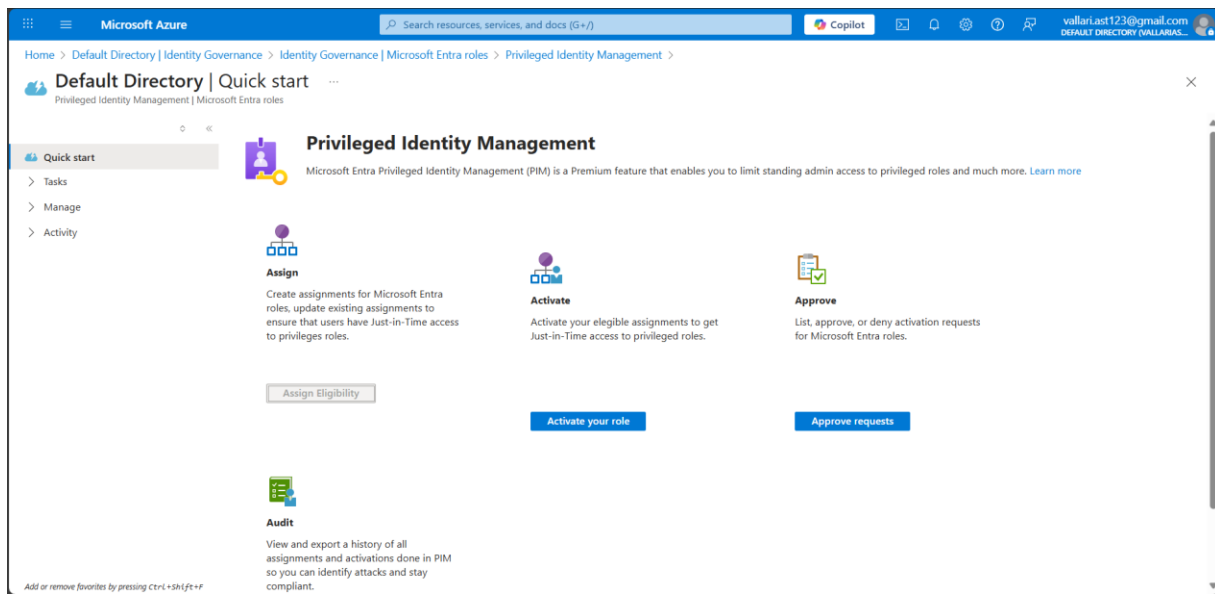 Microsoft Azure
Search resources, services, and docs (G+/)
Copilot
vallari.ast123@gmail.com
DEFAULT DIRECTORY (VALLARIAS...
Home > Default Directory | Identity Governance > Identity Governance | Microsoft Entra roles > Privileged Identity Management >
Default Directory | Quick start ...
Privileged Identity Management | Microsoft Entra roles
Quick start
Tasks
Manage
Activity
Privileged Identity Management
Microsoft Entra Privileged Identity Management (PIM) is a Premium feature that enables you to limit standing admin access to privileged roles and much more. Learn more
Assign
Create assignments for Microsoft Entra
roles, update existing assignments to
ensure that users have Just-in-Time access
to privileges roles.
Assign Eligibility
Activate
Activate your elegible assignments to get
Just-in-Time access to privileged roles.
Activate your role
Approve
List, approve, or deny activation requests
for Microsoft Entra roles.
Approve requests
Audit
View and export a history of all
assignments and activations done in PIM
so you can identify attacks and stay
compliant.
Add or remove favorites by pressing Ctrl+Shift+F